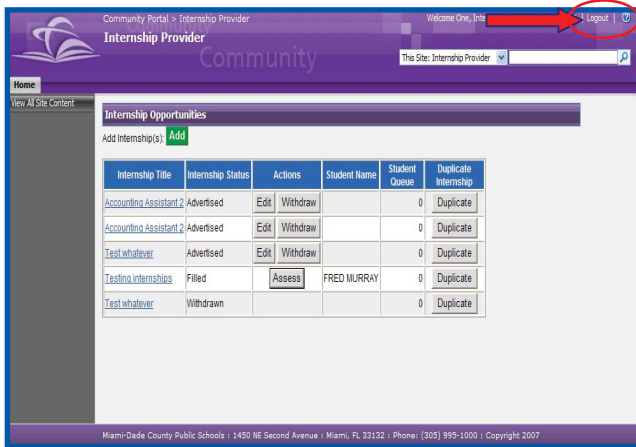 Community Portal > Internship Provider
Welcome One, Inte | Logout |
Internship Provider
Community
This Site: Internship Provider
Home
View All Site Content
Internship Opportunities
Add Internship(s): Add
Internship Title Internship Status Actions Student Name Student Queue Duplicate Internship
Accounting Assistant 2 Advertised Edit Withdraw 0 Duplicate
Accounting Assistant 2 Advertised Edit Withdraw 0 Duplicate
Test whatever Advertised Edit Withdraw 0 Duplicate
Testing internships Filled Assess FRED MURRAY 0 Duplicate
Test whatever Withdrawn 0 Duplicate
Miami-Dade County Public Schools : 1450 NE Second Avenue : Miami, FL 33132 : Phone: (305) 995-1000 : Copyright 2007